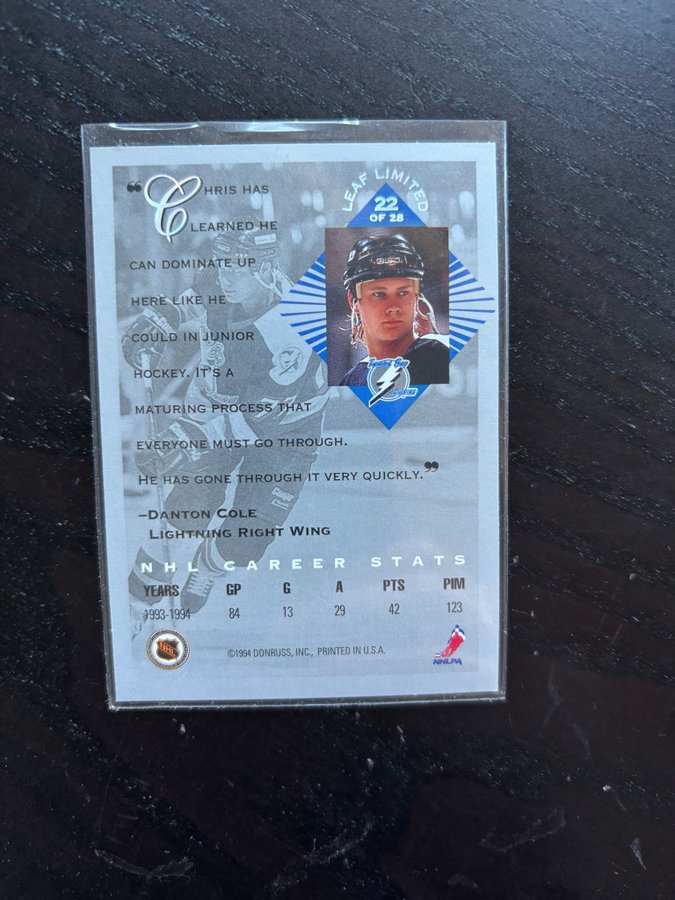 LEAF LIMITED
22
OF 28
"CHRIS HAS
LEARNED HE
CAN DOMINATE UP
HERE LIKE HE
COULD IN JUNIOR
HOCKEY. IT'S A
MATURING PROCESS THAT
EVERYONE MUST GO THROUGH.
HE HAS GONE THROUGH IT VERY QUICKLY."
–DANTON COLE
LIGHTNING RIGHT WING
NHL CAREER STATS
YEARS GP G A PTS PIM
1993-1994 84 13 29 42 123
NHL
©1994 DONRUSS, INC., PRINTED IN U.S.A.
NHLPA
Tampa Bay